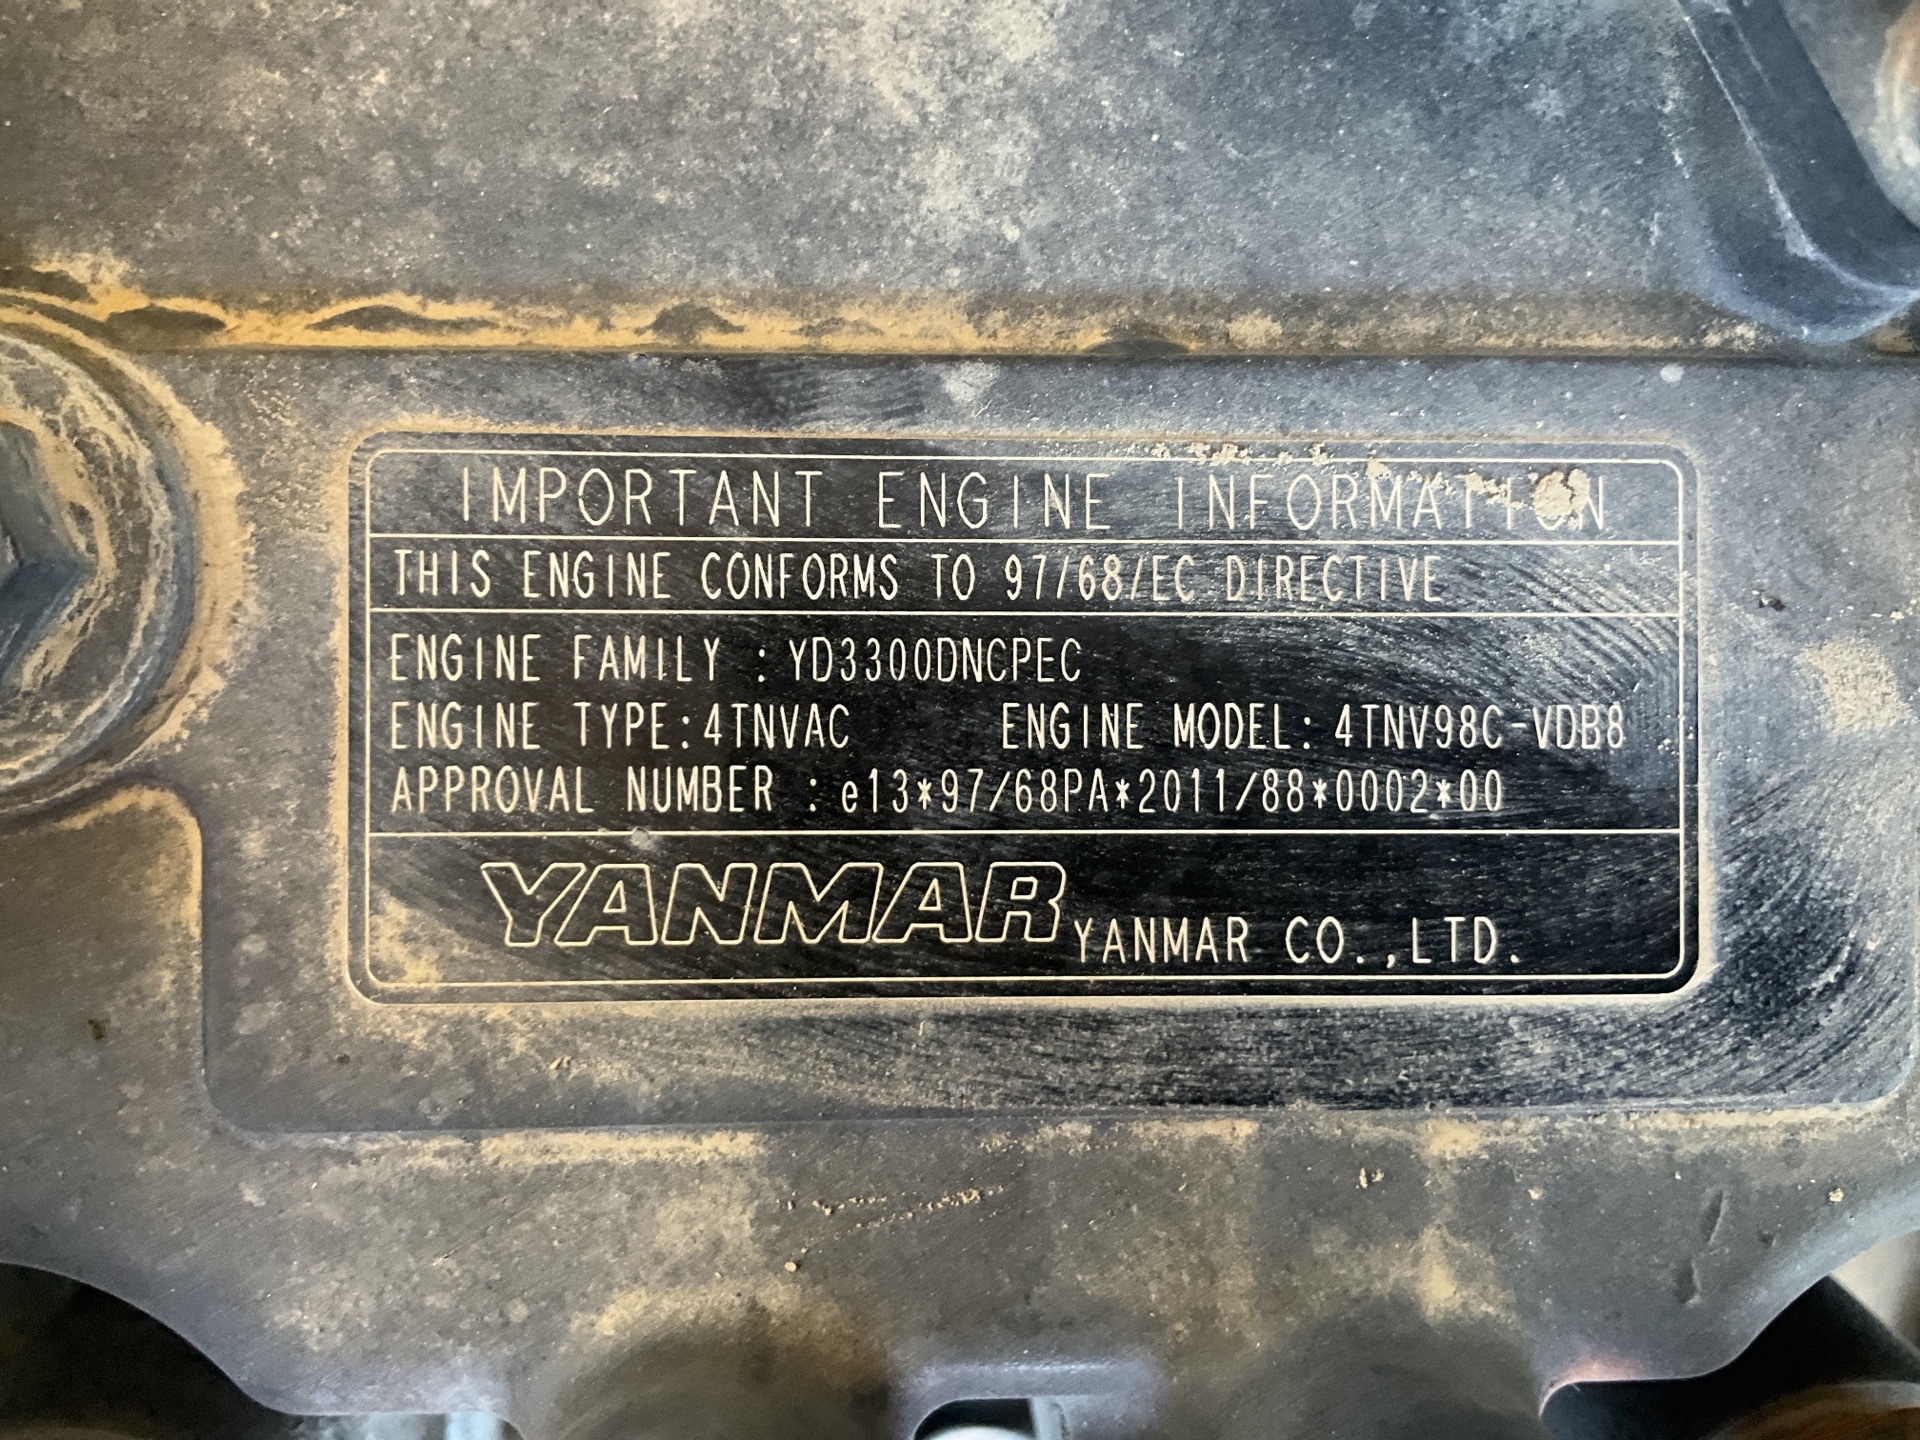 IMPORTANT ENGINE INFORMATION
THIS ENGINE CONFORMS TO 97/68/EC DIRECTIVE
ENGINE FAMILY : YD3300DNCPEC
ENGINE TYPE: 4TNVAC ENGINE MODEL: 4TNV98C-VDB8
APPROVAL NUMBER : e13*97/68PA*2011/88*0002*00
YANMAR YANMAR CO.,LTD.